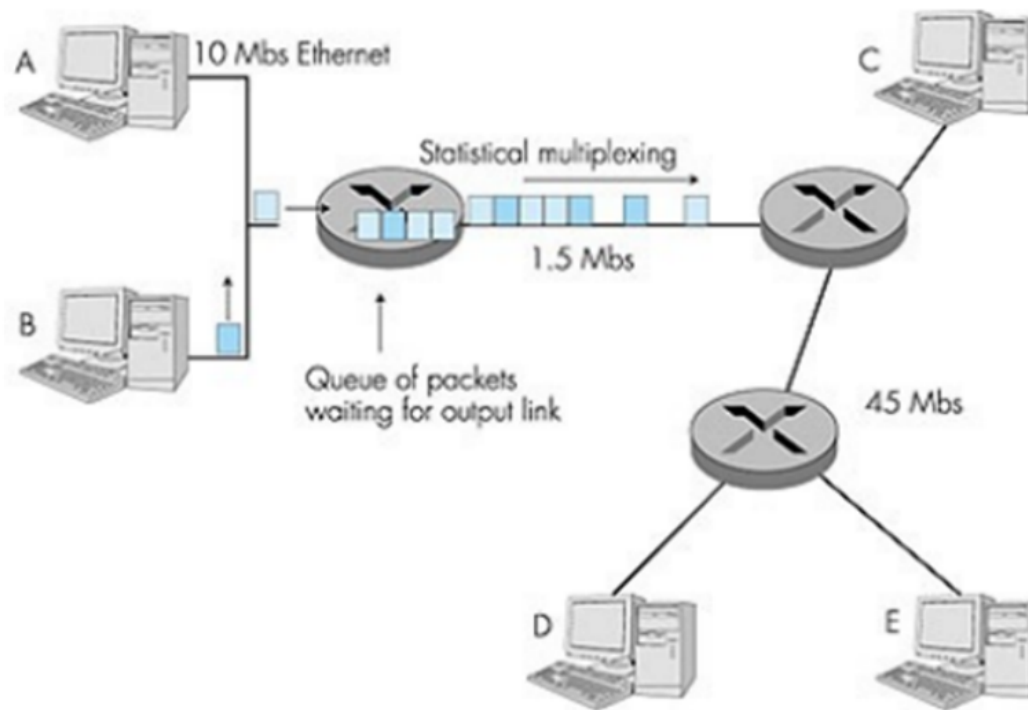 A
10 Mbs Ethernet
C
Statistical multiplexing
1.5 Mbs
B
Queue of packets
waiting for output link
45 Mbs
D
E